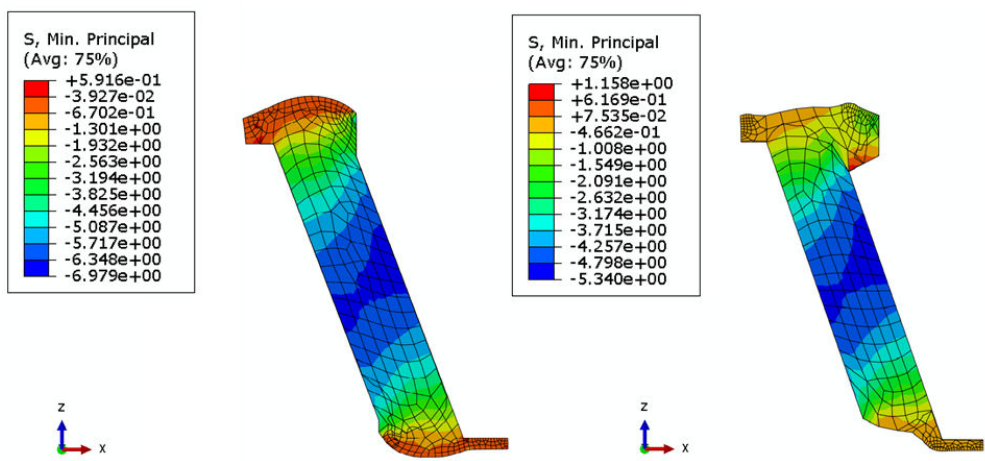 S, Min. Principal
(Avg: 75%)
+5.916e-01
-3.927e-02
-6.702e-01
-1.301e+00
-1.932e+00
-2.563e+00
-3.194e+00
-3.825e+00
-4.456e+00
-5.087e+00
-5.717e+00
-6.348e+00
-6.979e+00
z
x
S, Min. Principal
(Avg: 75%)
+1.158e+00
+6.169e-01
+7.535e-02
-4.662e-01
-1.008e+00
-1.549e+00
-2.091e+00
-2.632e+00
-3.174e+00
-3.715e+00
-4.257e+00
-4.798e+00
-5.340e+00
z
x